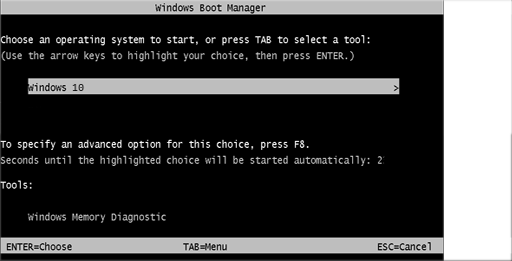 Windows Boot Manager
Choose an operating system to start, or press TAB to select a tool:
(Use the arrow keys to highlight your choice, then press ENTER.)
Windows 10 >
To specify an advanced option for this choice, press F8.
Seconds until the highlighted choice will be started automatically: 2
Tools:
Windows Memory Diagnostic
ENTER=Choose TAB=Menu ESC=Cancel